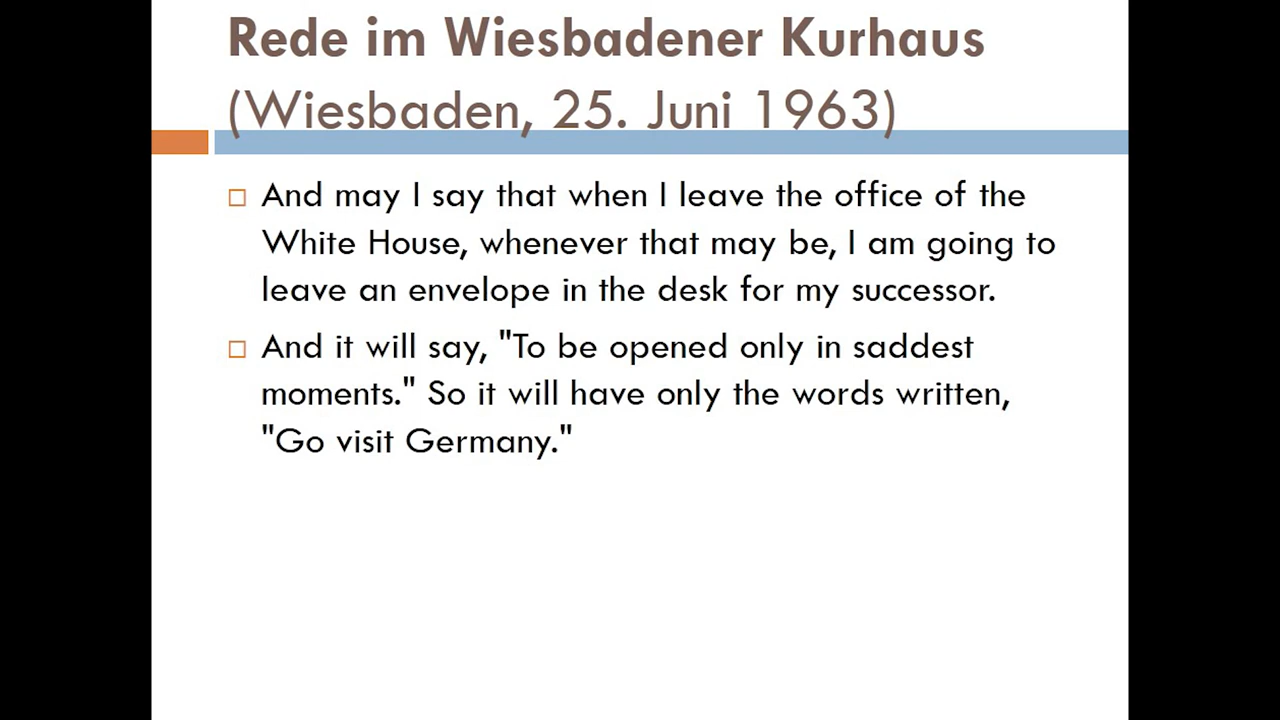 Rede im Wiesbadener Kurhaus
(Wiesbaden, 25. Juni 1963)
And may I say that when I leave the office of the
White House, whenever that may be, I am going to
leave an envelope in the desk for my successor.
And it will say, "To be opened only in saddest
moments." So it will have only the words written,
"Go visit Germany."